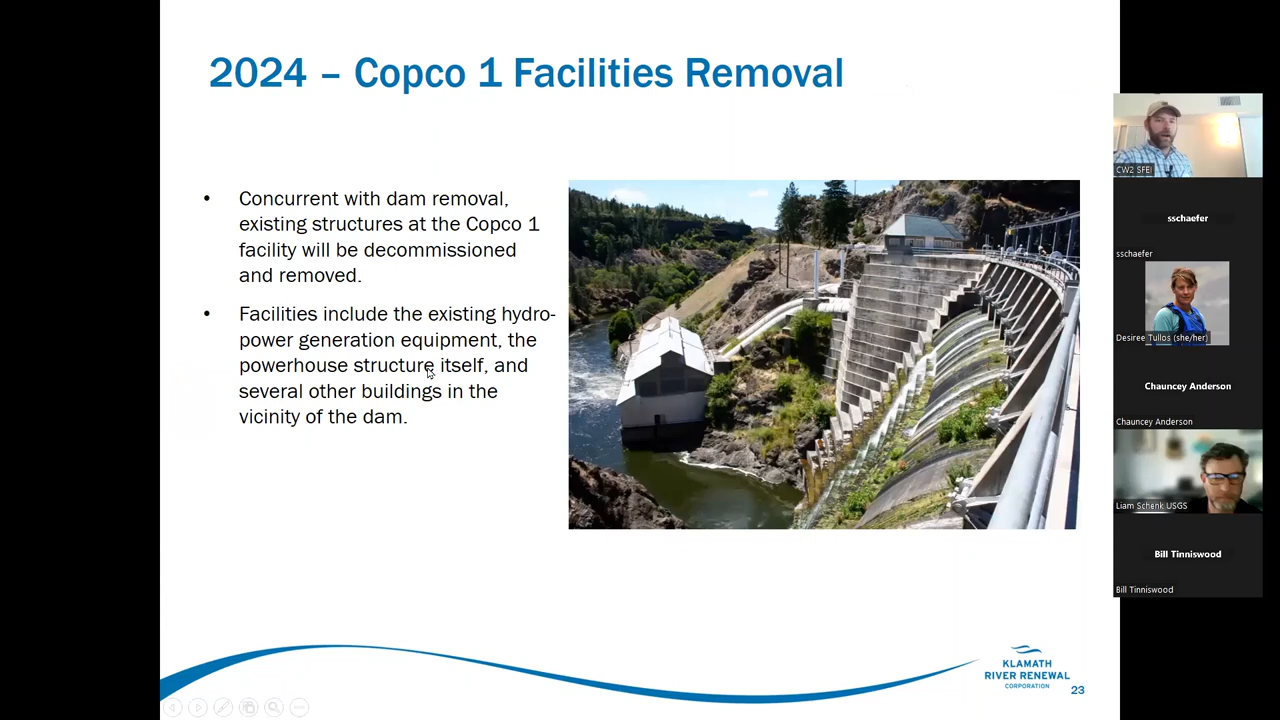 2024 – Copco 1 Facilities Removal
• Concurrent with dam removal,
existing structures at the Copco 1
facility will be decommissioned
and removed.
• Facilities include the existing hydro-
power generation equipment, the
powerhouse structure itself, and
several other buildings in the
vicinity of the dam.
KLAMATH
RIVER RENEWAL
CORPORATION
23
CW2 SFEI
sschaefer
sschaefer
Desiree Tullos (she/her)
Chauncey Anderson
Chauncey Anderson
Liam Schenk USGS
Bill Tinniswood
Bill Tinniswood